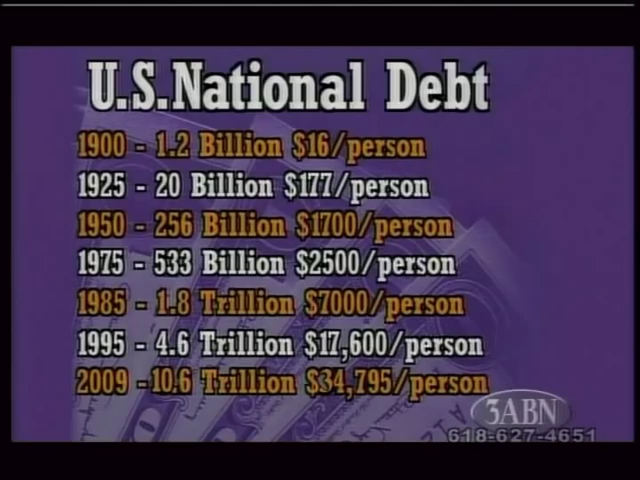 U.S.National Debt
1900 - 1.2 Billion $16/person
1925 - 20 Billion $177/person
1950 - 256 Billion $1700/person
1975 - 533 Billion $2500/person
1985 - 1.8 Trillion $7000/person
1995 - 4.6 Trillion $17,600/person
2009 -10.6 Trillion $34,795/person
3ABN
618-627-4651